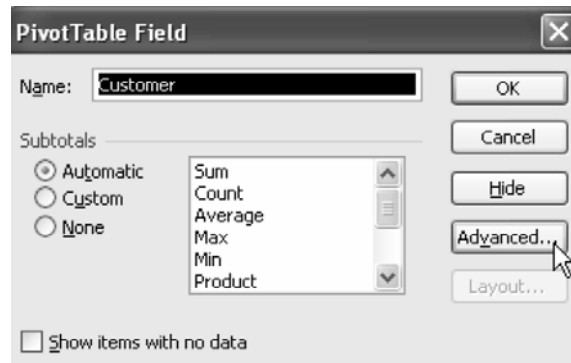 PivotTable Field
Name: Customer
OK
Subtotals
Cancel
Automatic
Custom
None
Sum
Count
Average
Max
Min
Product
Hide
Advanced...
Layout...
Show items with no data